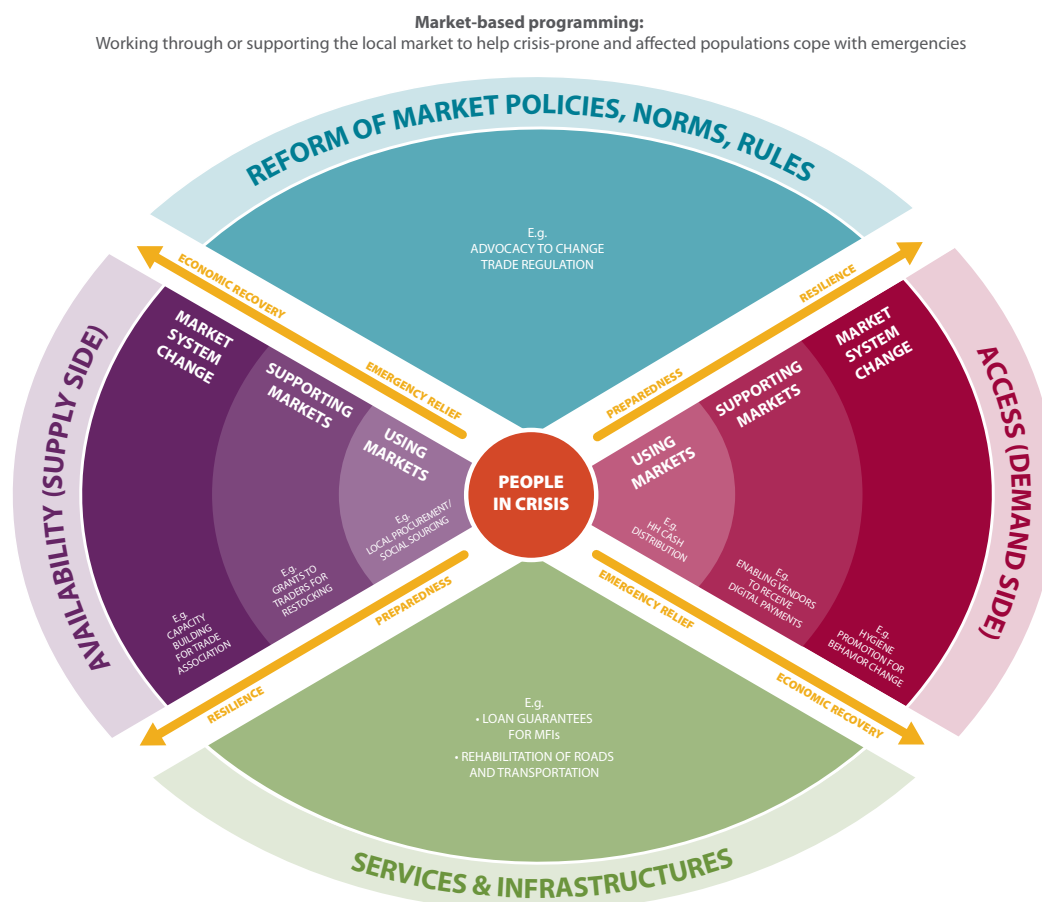 Market-based programming:
Working through or supporting the local market to help crisis-prone and affected populations cope with emergencies
REFORM OF MARKET POLICIES, NORMS, RULES
E.g.
ADVOCACY TO CHANGE
TRADE REGULATION
ECONOMIC RECOVERY
EMERGENCY RELIEF
PREPAREDNESS
RESILIENCE
AVAILABILITY (SUPPLY SIDE)
MARKET
SYSTEM
CHANGE
E.g.
CAPACITY
BUILDING
FOR TRADE
ASSOCIATION
SUPPORTING
MARKETS
E.g.
GRANTS TO
TRADERS FOR
RESTOCKING
USING
MARKETS
E.g.
LOCAL PROCUREMENT/
SOCIAL SOURCING
PEOPLE
IN CRISIS
USING
MARKETS
E.g.
HH CASH
DISTRIBUTION
SUPPORTING
MARKETS
E.g.
ENABLING VENDORS
TO RECEIVE
DIGITAL PAYMENTS
MARKET
SYSTEM
CHANGE
E.g.
HYGIENE
PROMOTION FOR
BEHAVIOR CHANGE
ACCESS (DEMAND SIDE)
RESILIENCE
PREPAREDNESS
EMERGENCY RELIEF
ECONOMIC RECOVERY
E.g.
• LOAN GUARANTEES
FOR MFIs
• REHABILITATION OF ROADS
AND TRANSPORTATION
SERVICES & INFRASTRUCTURES